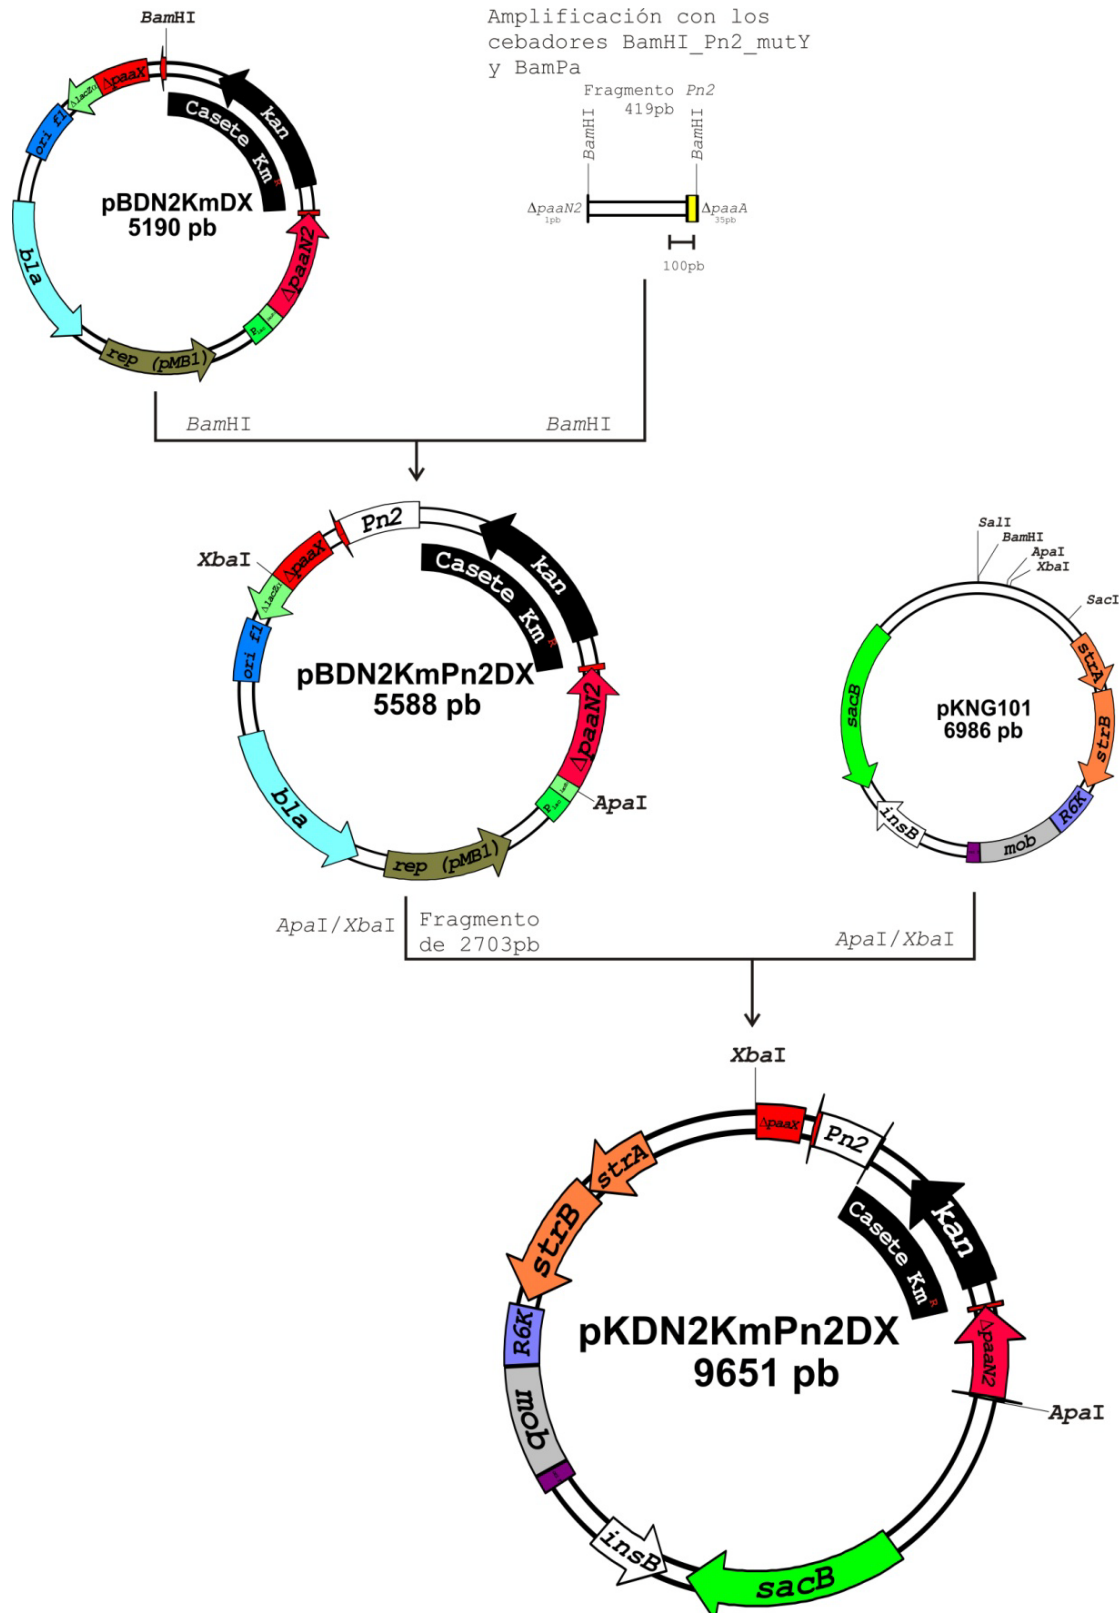 BamHI
ΔpaaX
ΔlacZα
ori f1
kan
Casete Km R
pBDN2KmDX
5190 pb
bla
ΔpaaN2
rep (pMB1)
Amplificación con los
cebadores BamHI_Pn2_mutY
y BamPa
Fragmento Pn2
419pb
BamHI
BamHI
ΔpaaN2
1pb
ΔpaaA
35pb
100pb
BamHI
BamHI
Pn2
XbaI
ΔpaaX
ΔlacZα
ori f1
kan
Casete Km R
pBDN2KmPn2DX
5588 pb
ΔpaaN2
ApaI
bla
rep (pMB1)
SalI
BamHI
ApaI
XbaI
SacI
strA
strB
sacB
pKNG101
6986 pb
insB
mob
R6K
ApaI/XbaI
Fragmento
de 2703pb
ApaI/XbaI
XbaI
ΔpaaX
Pn2
strA
strB
kan
Casete Km R
R6K
pKDN2KmPn2DX
9651 pb
ΔpaaN2
ApaI
mob
insB
sacB